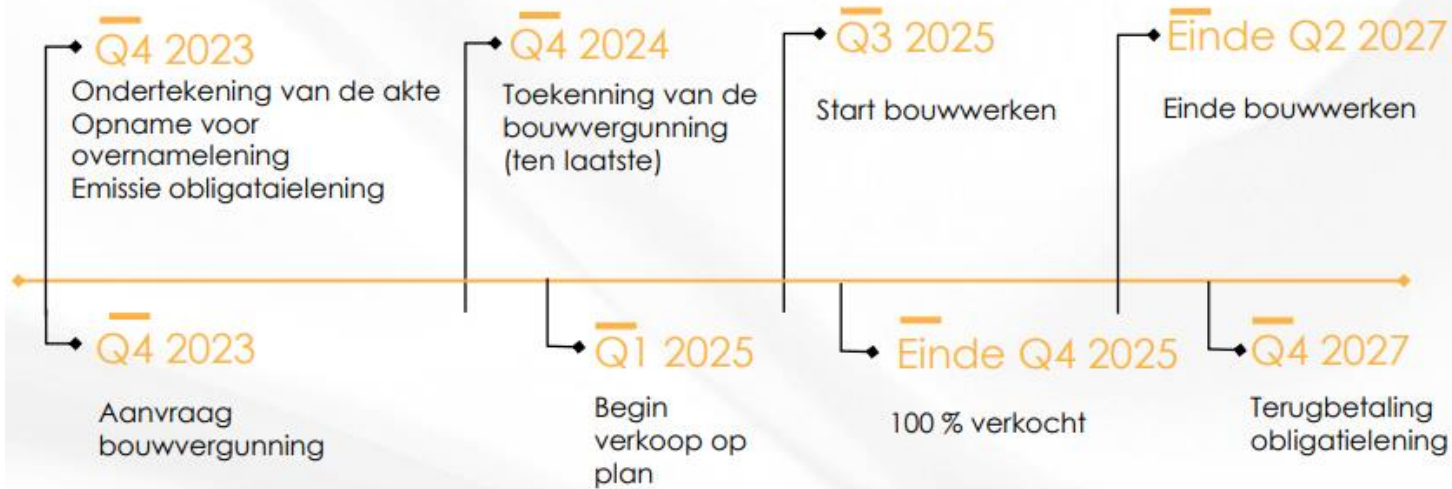 Q4 2023
Ondertekening van de akte
Opname voor
overnamelening
Emissie obligataielening
Q4 2024
Toekenning van de
bouwvergunning
(ten laatste)
Q3 2025
Start bouwwerken
Einde Q2 2027
Einde bouwwerken
Q4 2023
Aanvraag
bouwvergunning
Q1 2025
Begin
verkoop op
plan
Einde Q4 2025
100 % verkocht
Q4 2027
Terugbetaling
obligatielening